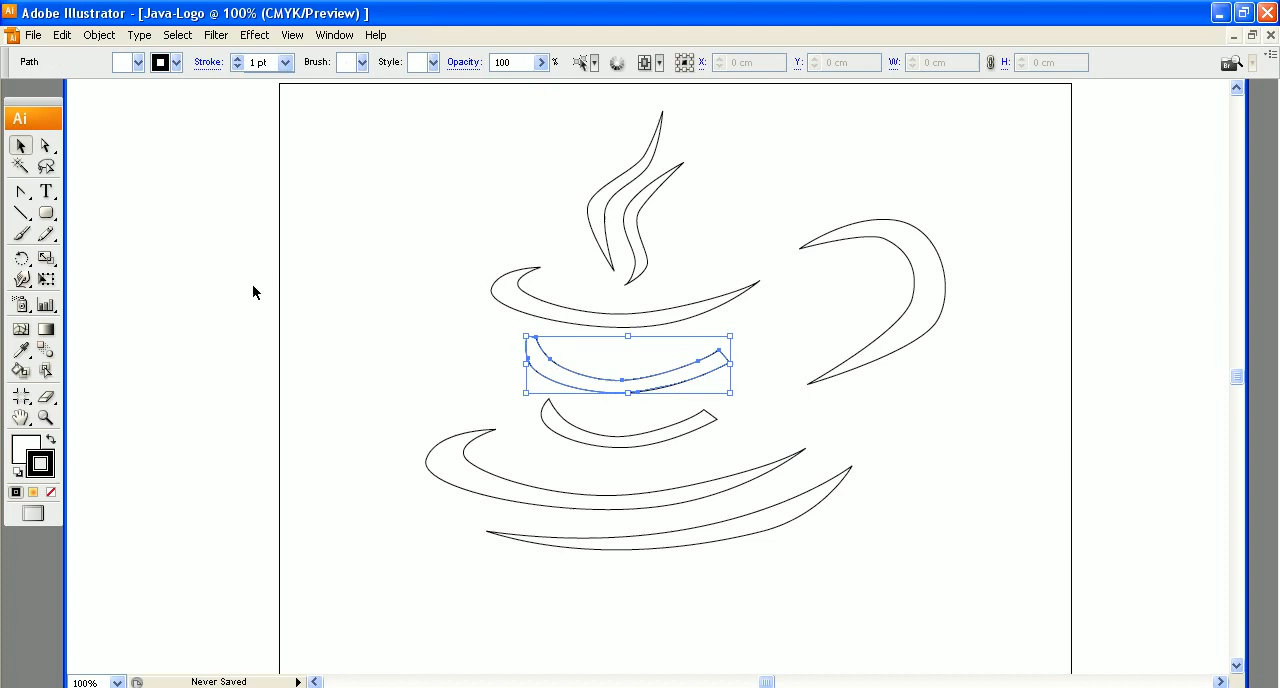 Adobe Illustrator - [Java-Logo @ 100% (CMYK/Preview) ]
File Edit Object Type Select Filter Effect View Window Help
Path Stroke: 1 pt Brush: Style: Opacity: 100 % X: 0 cm Y: 0 cm W: 0 cm H: 0 cm
Ai
T
100% Never Saved